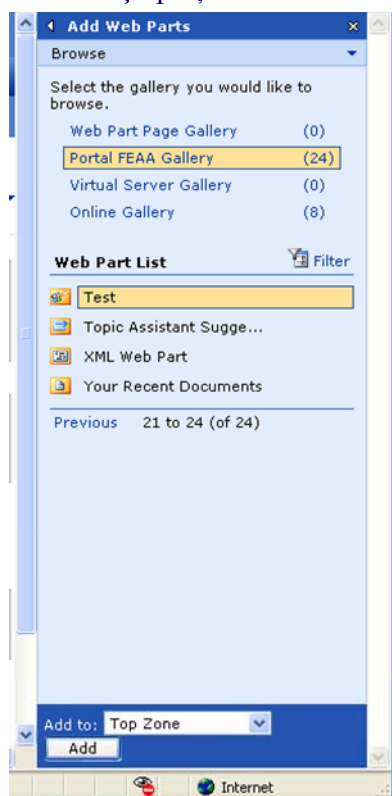 Add Web Parts
Browse
Select the gallery you would like to
browse.
Web Part Page Gallery (0)
Portal FEAA Gallery (24)
Virtual Server Gallery (0)
Online Gallery (8)
Web Part List Filter
Test
Topic Assistant Sugge...
XML Web Part
Your Recent Documents
Previous 21 to 24 (of 24)
Add to: Top Zone
Add
Internet